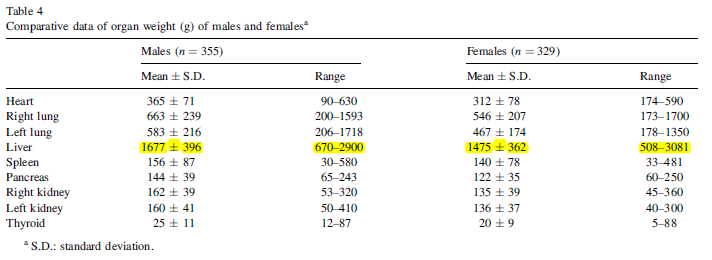 Table 4
Comparative data of organ weight (g) of males and females^a
Males (n = 355) Females (n = 329)
Mean ± S.D. Range Mean ± S.D. Range
Heart 365 ± 71 90–630 312 ± 78 174–590
Right lung 663 ± 239 200–1593 546 ± 207 173–1700
Left lung 583 ± 216 206–1718 467 ± 174 178–1350
Liver 1677 ± 396 670–2900 1475 ± 362 508–3081
Spleen 156 ± 87 30–580 140 ± 78 33–481
Pancreas 144 ± 39 65–243 122 ± 35 60–250
Right kidney 162 ± 39 53–320 135 ± 39 45–360
Left kidney 160 ± 41 50–410 136 ± 37 40–300
Thyroid 25 ± 11 12–87 20 ± 9 5–88
^a S.D.: standard deviation.